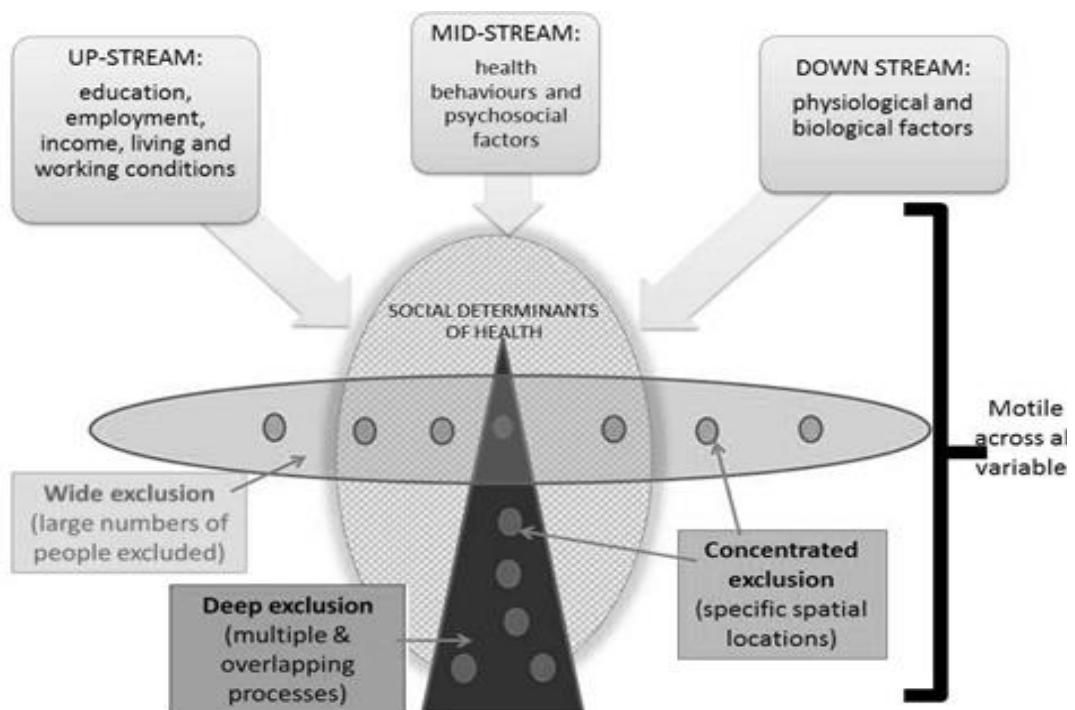 UP-STREAM:
education,
employment,
income, living and
working conditions
MID-STREAM:
health
behaviours and
psychosocial
factors
DOWN STREAM:
physiological and
biological factors
SOCIAL DETERMINANTS
OF HEALTH
Wide exclusion
(large numbers of
people excluded)
Deep exclusion
(multiple &
overlapping
processes)
Concentrated
exclusion
(specific spatial
locations)
Motile
across al
variable